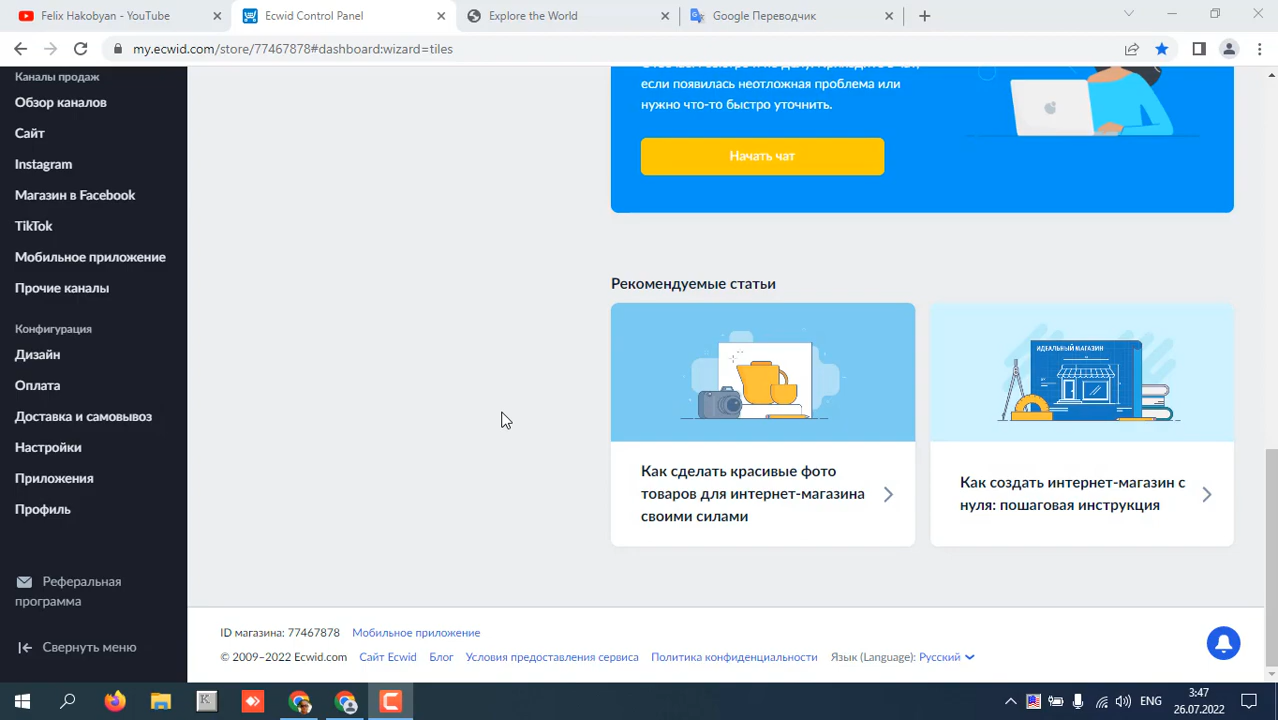 Felix Hakobyan - YouTube
Ecwid Control Panel
Explore the World
Google Переводчик
my.ecwid.com/store/77467878#dashboard:wizard=tiles
Каналы продаж
Обзор каналов
Сайт
Instagram
Магазин в Facebook
TikTok
Мобильное приложение
Прочие каналы
Конфигурация
Дизайн
Оплата
Доставка и самовывоз
Настройки
Приложения
Профиль
Реферальная
программа
Свернуть меню
если появилась неотложная проблема или
нужно что-то быстро уточнить.
Начать чат
Рекомендуемые статьи
ИДЕАЛЬНЫЙ МАГАЗИН
Как сделать красивые фото
товаров для интернет-магазина
своими силами
Как создать интернет-магазин с
нуля: пошаговая инструкция
ID магазина: 77467878 Мобильное приложение
© 2009–2022 Ecwid.com Сайт Ecwid Блог Условия предоставления сервиса Политика конфиденциальности Язык (Language): Русский
ENG
3:47
26.07.2022